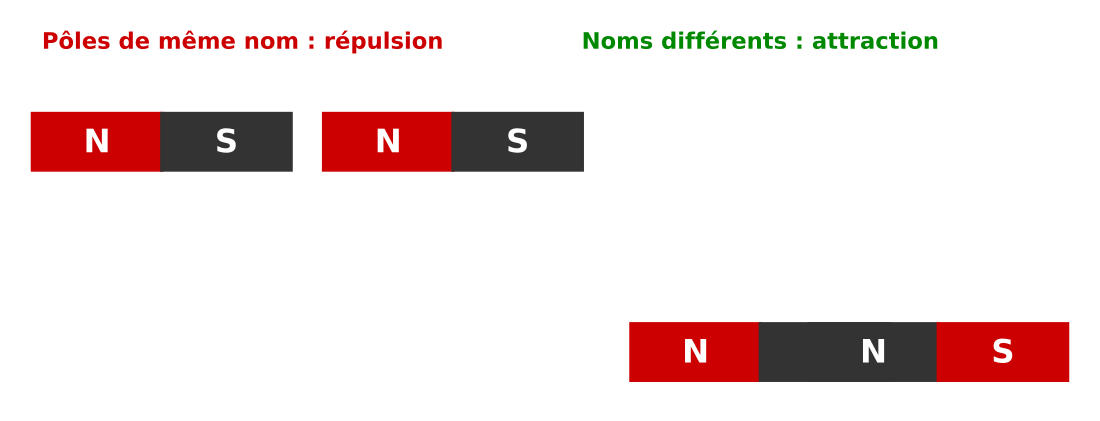 Pôles de même nom : répulsion
Noms différents : attraction
N S N S
N N S